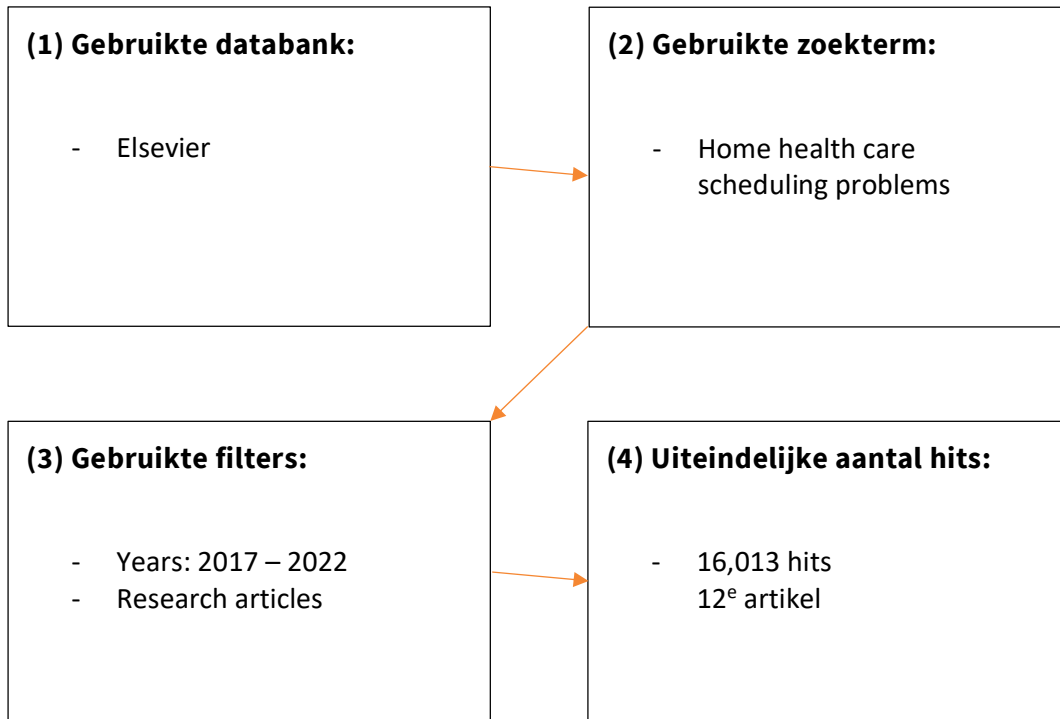 (1) Gebruikte databank:
- Elsevier
(2) Gebruikte zoekterm:
- Home health care
scheduling problems
(3) Gebruikte filters:
- Years: 2017 – 2022
- Research articles
(4) Uiteindelijke aantal hits:
- 16,013 hits
12e artikel